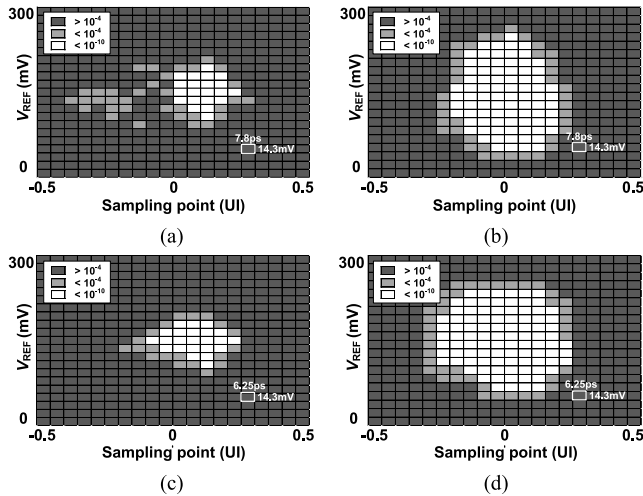 300
> 10⁻⁴
< 10⁻⁴
< 10⁻¹⁰
V_REF (mV)
7.8ps
14.3mV
0
-0.5
0
0.5
Sampling point (UI)
(a)
300
> 10⁻⁴
< 10⁻⁴
< 10⁻¹⁰
V_REF (mV)
7.8ps
14.3mV
0
-0.5
0
0.5
Sampling point (UI)
(b)
300
> 10⁻⁴
< 10⁻⁴
< 10⁻¹⁰
V_REF (mV)
6.25ps
14.3mV
0
-0.5
0
0.5
Sampling point (UI)
(c)
300
> 10⁻⁴
< 10⁻⁴
< 10⁻¹⁰
V_REF (mV)
6.25ps
14.3mV
0
-0.5
0
0.5
Sampling point (UI)
(d)